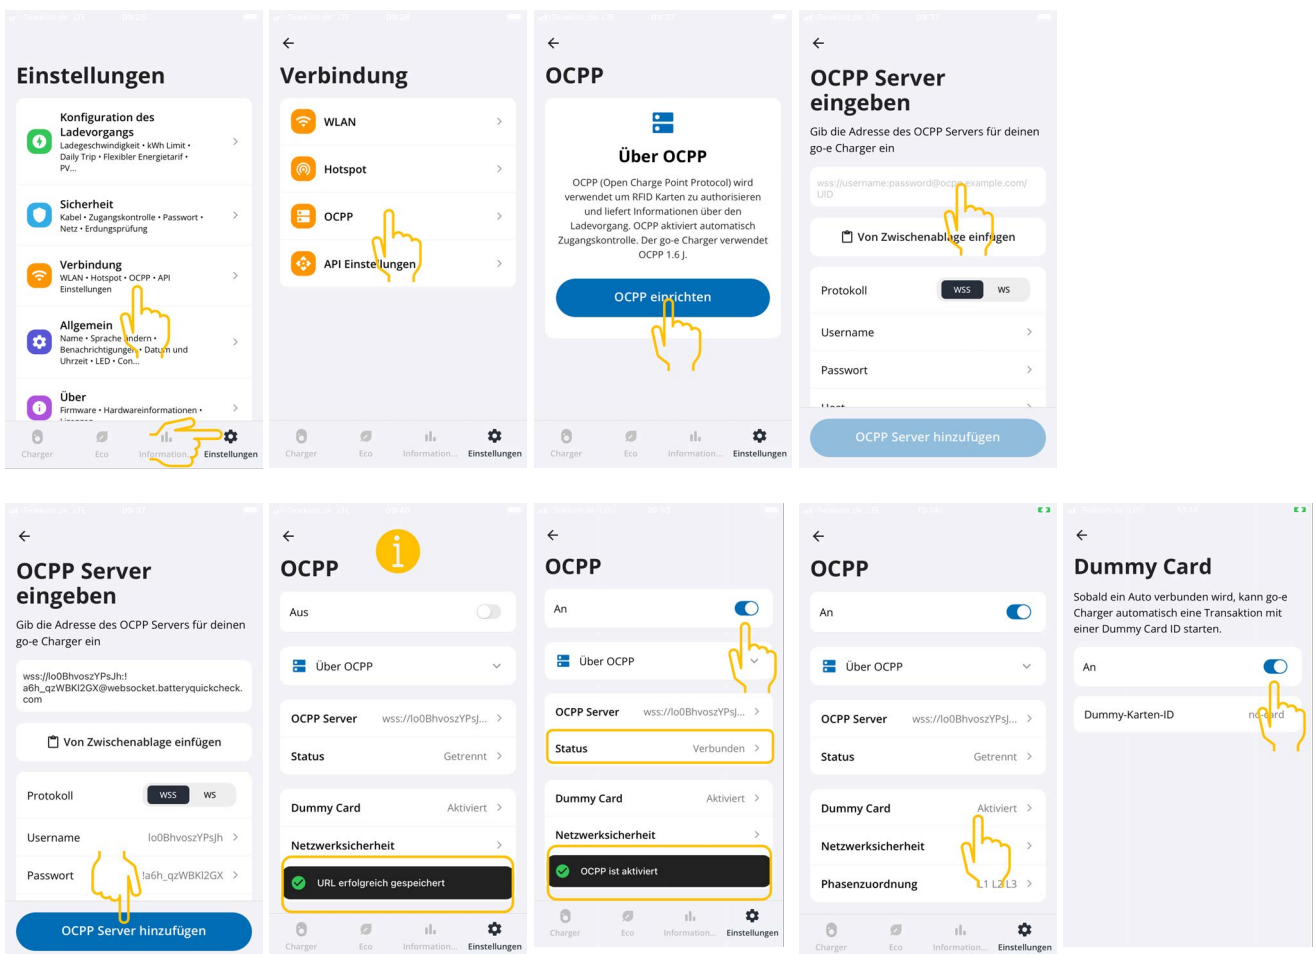 Einstellungen
Konfiguration des
Ladevorgangs
Ladegeschwindigkeit • kWh Limit •
Daily Trip • Flexibler Energietarif •
PV...
Sicherheit
Kabel • Zugangskontrolle • Passwort •
Netz • Erdungsprüfung
Verbindung
WLAN • Hotspot • OCPP • API
Einstellungen
Allgemein
Name • Sprache ändern •
Benachrichtigungen • Datum und
Uhrzeit • LED • Con...
Über
Firmware • Hardwareinformationen •
Charger
Eco
Information...
Einstellungen
Verbindung
WLAN
Hotspot
OCPP
API Einstellungen
Charger
Eco
Information...
Einstellungen
OCPP
Über OCPP
OCPP (Open Charge Point Protocol) wird
verwendet um RFID Karten zu authorisieren
und liefert Informationen über den
Ladevorgang. OCPP aktiviert automatisch
Zugangskontrolle. Der go-e Charger verwendet
OCPP 1.6 J.
OCPP einrichten
Charger
Eco
Information...
Einstellungen
OCPP Server
eingeben
Gib die Adresse des OCPP Servers für deinen
go-e Charger ein
wss://username:password@ocpp.example.com/
UID
Von Zwischenablage einfügen
Protokoll
WSS
WS
Username
Passwort
Host
OCPP Server hinzufügen
OCPP Server
eingeben
Gib die Adresse des OCPP Servers für deinen
go-e Charger ein
wss://lo0BhvoszYPsJh:!
a6h_qzWBKl2GX@websocket.batteryquickcheck.
com
Von Zwischenablage einfügen
Protokoll
WSS
WS
Username
lo0BhvoszYPsJh
Passwort
!a6h_qzWBKl2GX
OCPP Server hinzufügen
i
OCPP
Aus
Über OCPP
OCPP Server
wss://lo0BhvoszYPsJ...
Status
Getrennt
Dummy Card
Aktiviert
Netzwerksicherheit
URL erfolgreich gespeichert
Charger
Eco
Information...
Einstellungen
OCPP
An
Über OCPP
OCPP Server
wss://lo0BhvoszYPsJ...
Status
Verbunden
Dummy Card
Aktiviert
Netzwerksicherheit
OCPP ist aktiviert
Charger
Eco
Information...
Einstellungen
OCPP
An
Über OCPP
OCPP Server
wss://lo0BhvoszYPsJ...
Status
Getrennt
Dummy Card
Aktiviert
Netzwerksicherheit
Phasenzuordnung
L1 L2 L3
Charger
Eco
Information...
Einstellungen
Dummy Card
Sobald ein Auto verbunden wird, kann go-e
Charger automatisch eine Transaktion mit
einer Dummy Card ID starten.
An
Dummy-Karten-ID
no-card